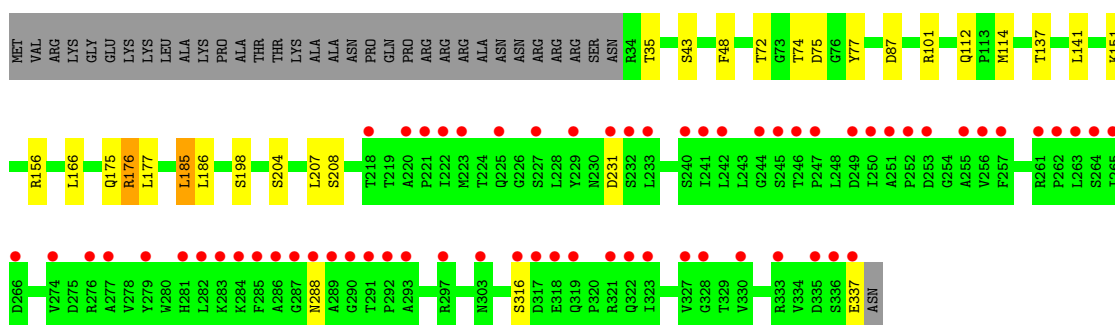 MET VAL ARG LYS GLY GLU LYS LYS LEU ALA LYS PRO ALA THR THR LYS ALA ALA ASN PRO GLN PRO ARG ARG ARG ALA ASN ASN ARG ARG ARG SER ASN R34 T35 S43 F48 T72 G73 T74 D75 G76 Y77 D87 R101 Q112 P113 M114 T137 L141 K151
R156 L166 Q175 R176 L177 L185 L186 S198 S204 L207 S208 T218 T219 A220 P221 I222 M223 T224 Q225 G226 S227 L228 Y229 N230 D231 S232 L233 S240 I241 L242 L243 G244 S245 T246 P247 L248 D249 I250 A251 P252 D253 G254 A255 V256 F257 R261 P262 L263 S264 I265
D266 V274 D275 R276 A277 V278 Y279 W280 H281 L282 K283 K284 F285 A286 G287 N288 A289 G290 T291 P292 A293 R297 N303 S316 D317 E318 Q319 P320 R321 Q322 I323 V327 G328 T329 V330 R333 V334 D335 S336 E337 ASN